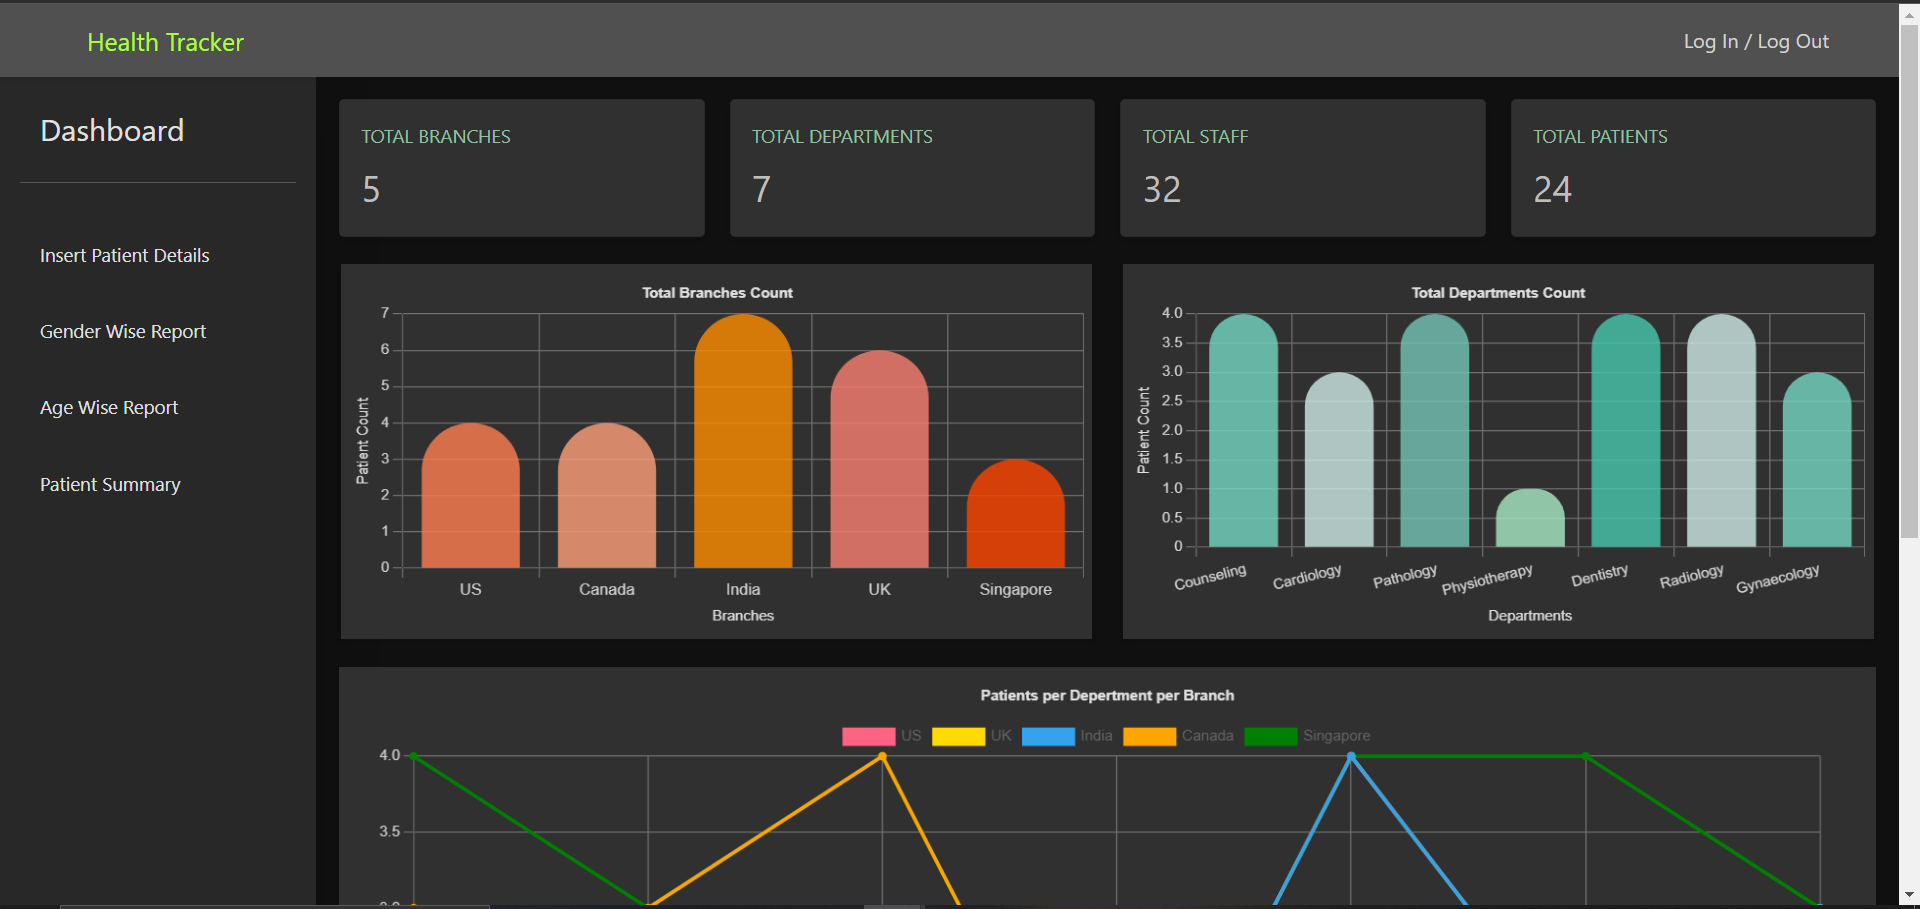 Health Tracker
Log In / Log Out
Dashboard
Insert Patient Details
Gender Wise Report
Age Wise Report
Patient Summary
TOTAL BRANCHES
5
TOTAL DEPARTMENTS
7
TOTAL STAFF
32
TOTAL PATIENTS
24
Total Branches Count
Patient Count
7
6
5
4
3
2
1
0
US Canada India UK Singapore
Branches
Total Departments Count
Patient Count
4.0
3.5
3.0
2.5
2.0
1.5
1.0
0.5
0
Counseling Cardiology Pathology Physiotherapy Dentistry Radiology Gynaecology
Departments
Patients per Depertment per Branch
US UK India Canada Singapore
4.0
3.5